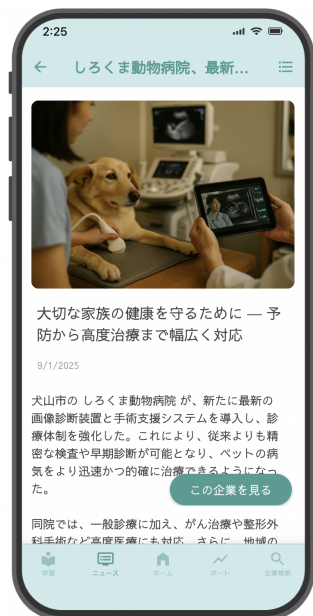 2:25
しろくま動物病院、最新...
大切な家族の健康を守るために — 予
防から高度治療まで幅広く対応
9/1/2025
犬山市の しろくま動物病院 が、新たに最新の
画像診断装置と手術支援システムを導入し、診
療体制を強化した。これにより、従来よりも精
密な検査や早期診断が可能となり、ペットの病
気をより迅速かつ的確に治療できるようになっ
た。
この企業を見る
同院では、一般診療に加え、がん治療や整形外
科手術など高度医療にも対応。さらに、地域の
学習
ニュース
ホーム
ポート
企業検索